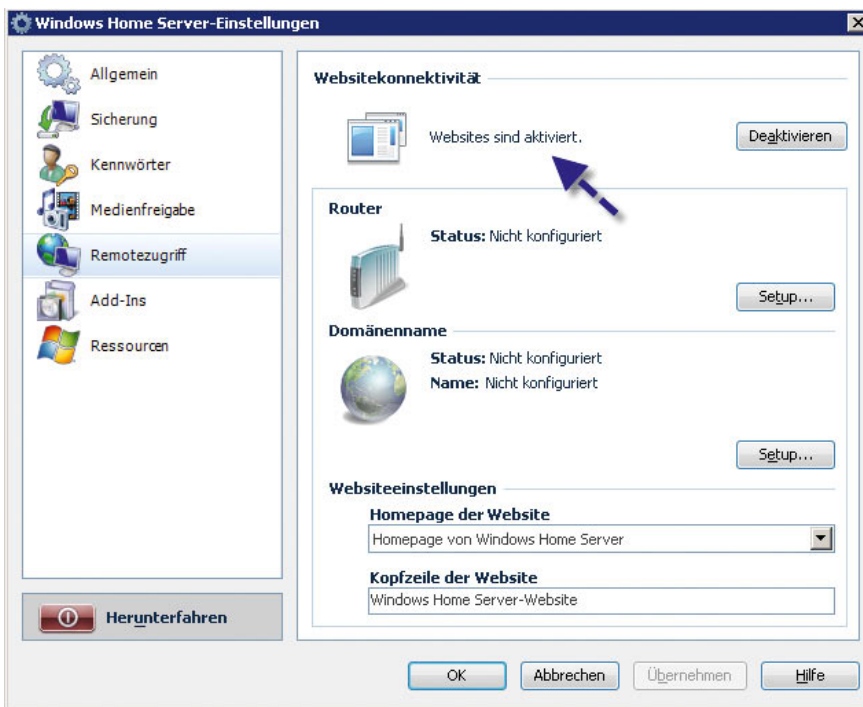 Windows Home Server-Einstellungen
Allgemein
Sicherung
Kennwörter
Medienfreigabe
Remotezugriff
Add-Ins
Ressourcen
Herunterfahren
Websitekonnektivität
Websites sind aktiviert.
Deaktivieren
Router
Status: Nicht konfiguriert
Setup...
Domänenname
Status: Nicht konfiguriert
Name: Nicht konfiguriert
Setup...
Websiteeinstellungen
Homepage der Website
Homepage von Windows Home Server
Kopfzeile der Website
Windows Home Server-Website
OK
Abbrechen
Übernehmen
Hilfe